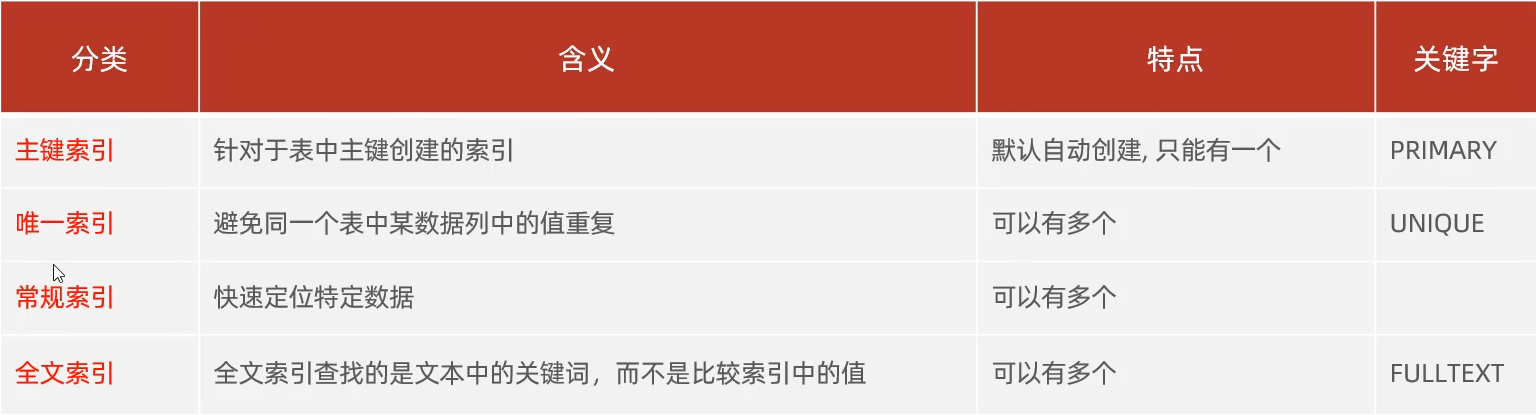 分类 含义 特点 关键字
主键索引 针对于表中主键创建的索引 默认自动创建, 只能有一个 PRIMARY
唯一索引 避免同一个表中某数据列中的值重复 可以有多个 UNIQUE
常规索引 快速定位特定数据 可以有多个
全文索引 全文索引查找的是文本中的关键词，而不是比较索引中的值 可以有多个 FULLTEXT